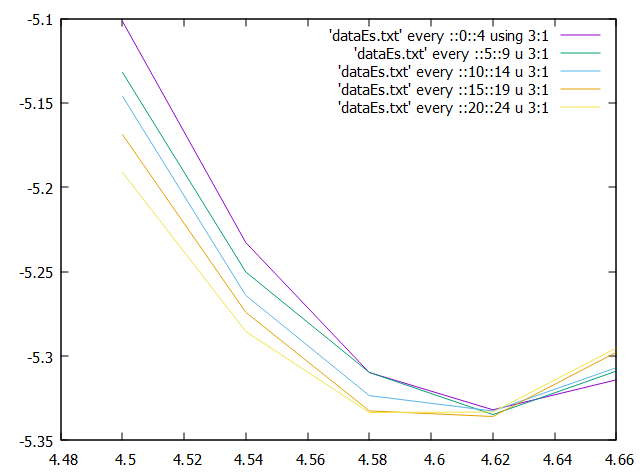 -5.1
-5.15
-5.2
-5.25
-5.3
-5.35
4.48 4.5 4.52 4.54 4.56 4.58 4.6 4.62 4.64 4.66
'dataEs.txt' every ::0::4 using 3:1
'dataEs.txt' every ::5::9 u 3:1
'dataEs.txt' every ::10::14 u 3:1
'dataEs.txt' every ::15::19 u 3:1
'dataEs.txt' every ::20::24 u 3:1